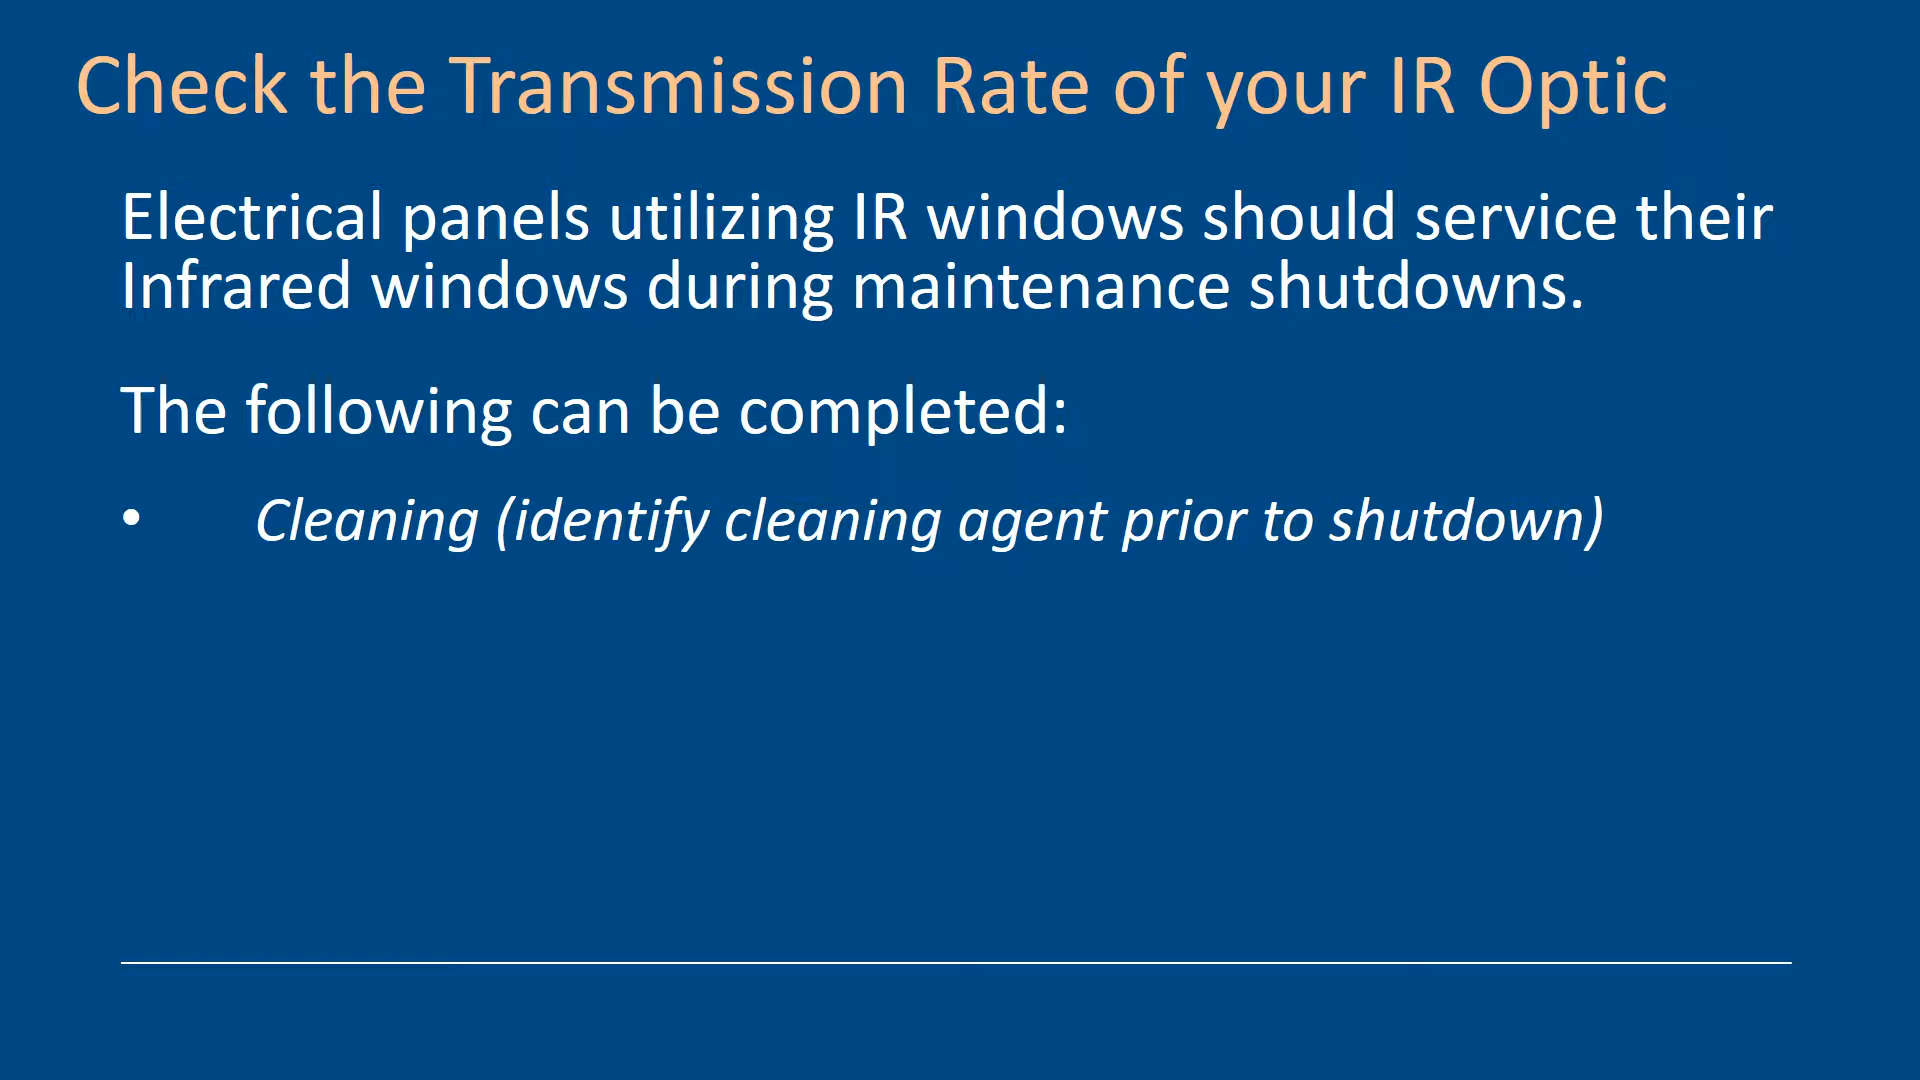 Check the Transmission Rate of your IR Optic
Electrical panels utilizing IR windows should service their
Infrared windows during maintenance shutdowns.
The following can be completed:
• Cleaning (identify cleaning agent prior to shutdown)